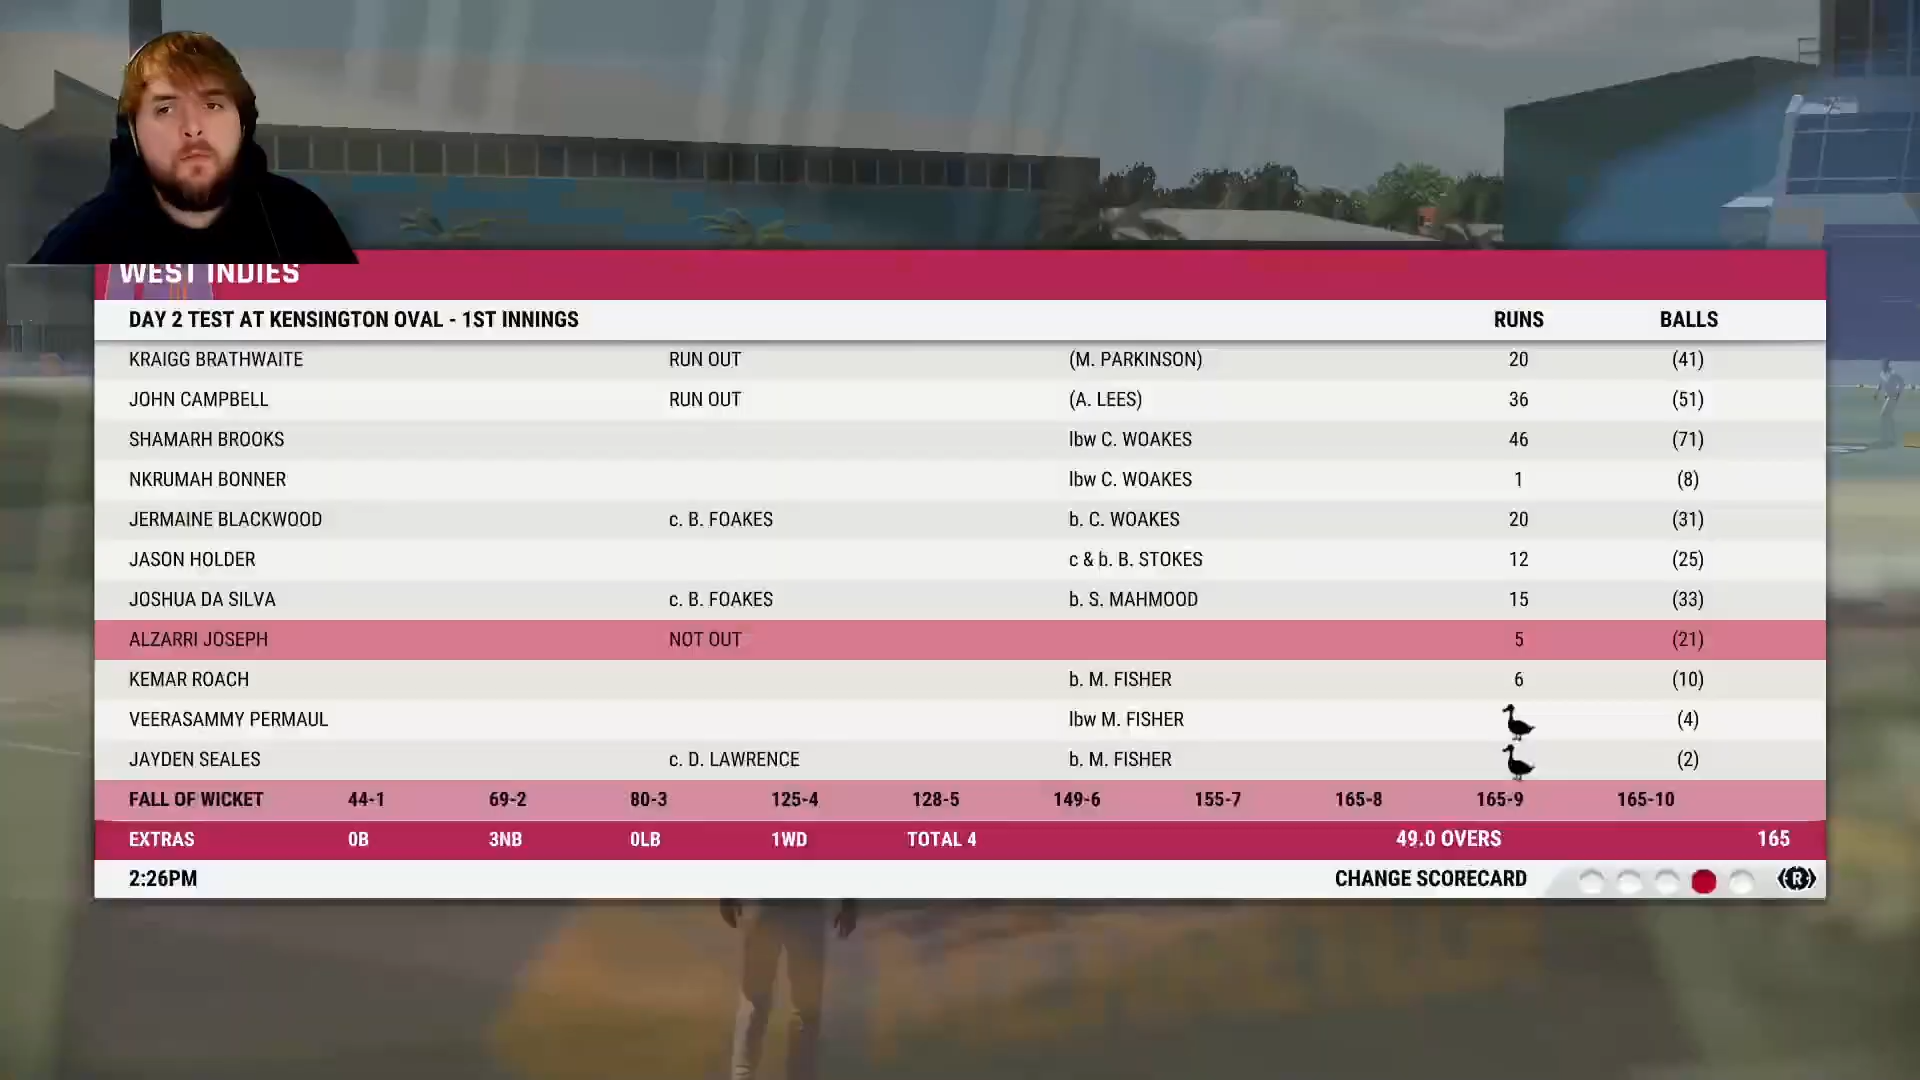 WEST INDIES
DAY 2 TEST AT KENSINGTON OVAL - 1ST INNINGS RUNS BALLS
KRAIGG BRATHWAITE RUN OUT (M. PARKINSON) 20 (41)
JOHN CAMPBELL RUN OUT (A. LEES) 36 (51)
SHAMARH BROOKS lbw C. WOAKES 46 (71)
NKRUMAH BONNER lbw C. WOAKES 1 (8)
JERMAINE BLACKWOOD c. B. FOAKES b. C. WOAKES 20 (31)
JASON HOLDER c & b. B. STOKES 12 (25)
JOSHUA DA SILVA c. B. FOAKES b. S. MAHMOOD 15 (33)
ALZARRI JOSEPH NOT OUT 5 (21)
KEMAR ROACH b. M. FISHER 6 (10)
VEERASAMMY PERMAUL lbw M. FISHER (4)
JAYDEN SEALES c. D. LAWRENCE b. M. FISHER (2)
FALL OF WICKET 44-1 69-2 80-3 125-4 128-5 149-6 155-7 165-8 165-9 165-10
EXTRAS 0B 3NB 0LB 1WD TOTAL 4 49.0 OVERS 165
2:26PM CHANGE SCORECARD R